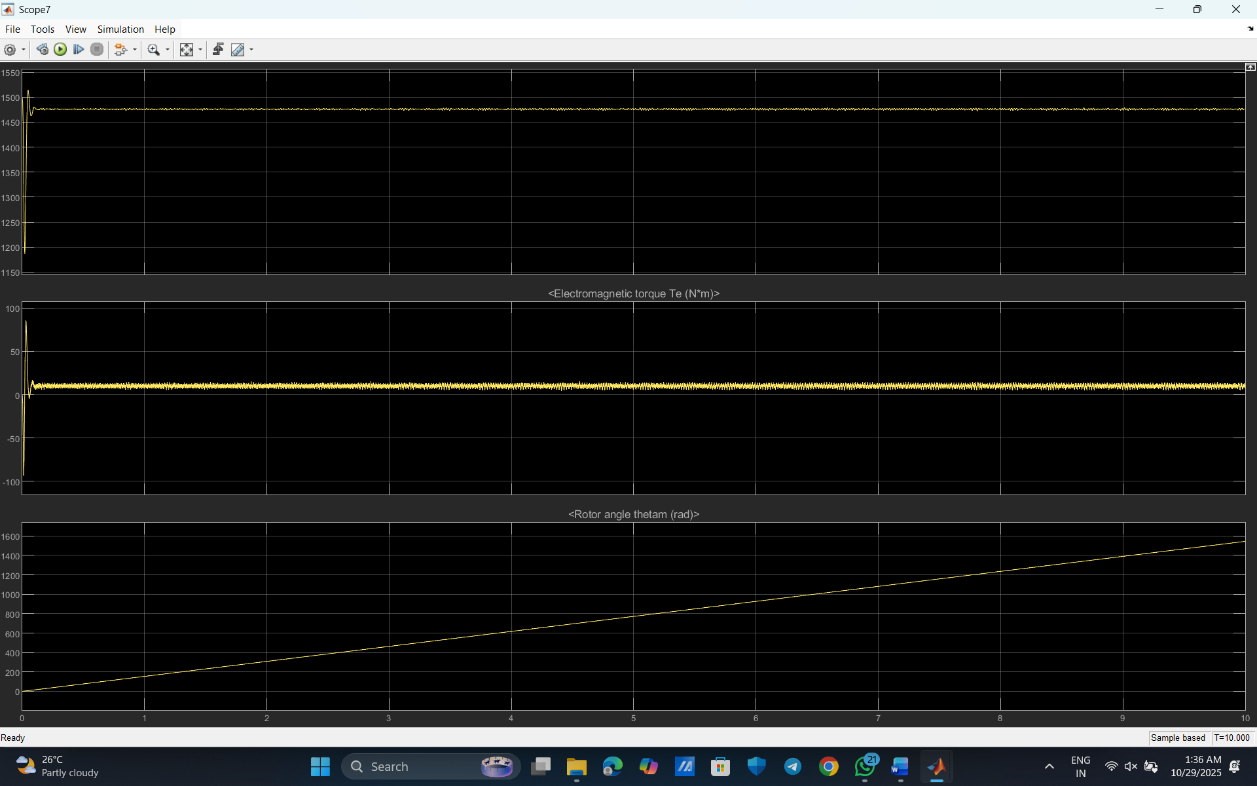 Scope7
File Tools View Simulation Help
1550
1500
1450
1400
1350
1300
1250
1200
1150
<Electromagnetic torque Te (N*m)>
100
50
0
-50
-100
<Rotor angle thetam (rad)>
1600
1400
1200
1000
800
600
400
200
0
0 1 2 3 4 5 6 7 8 9 10
Ready
Sample based T=10.000
26°C
Partly cloudy
Search
21
ENG
IN
1:36 AM
10/29/2025